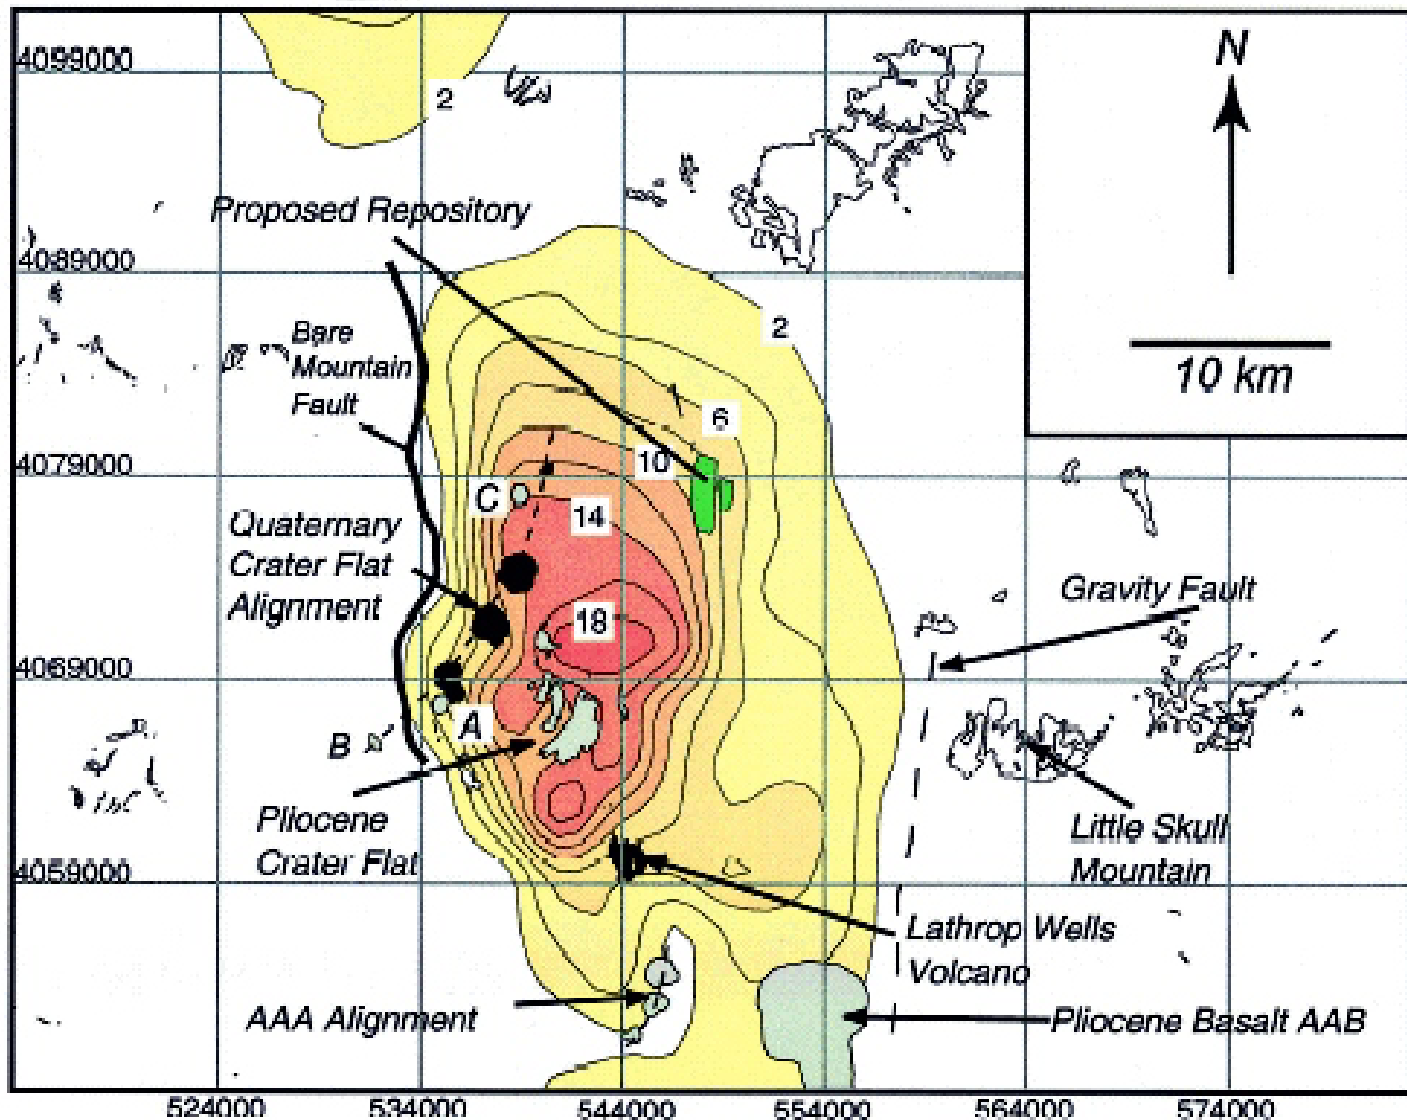 4099000
N
2
10 km
Proposed Repository
4089000
2
Bare
Mountain
Fault
6
4079000
10
C
14
Quaternary
Crater Flat
Alignment
Gravity Fault
18
4069000
A
B
Pliocene
Crater Flat
Little Skull
Mountain
4059000
Lathrop Wells
Volcano
AAA Alignment
Pliocene Basalt AAB
524000
534000
544000
554000
564000
574000